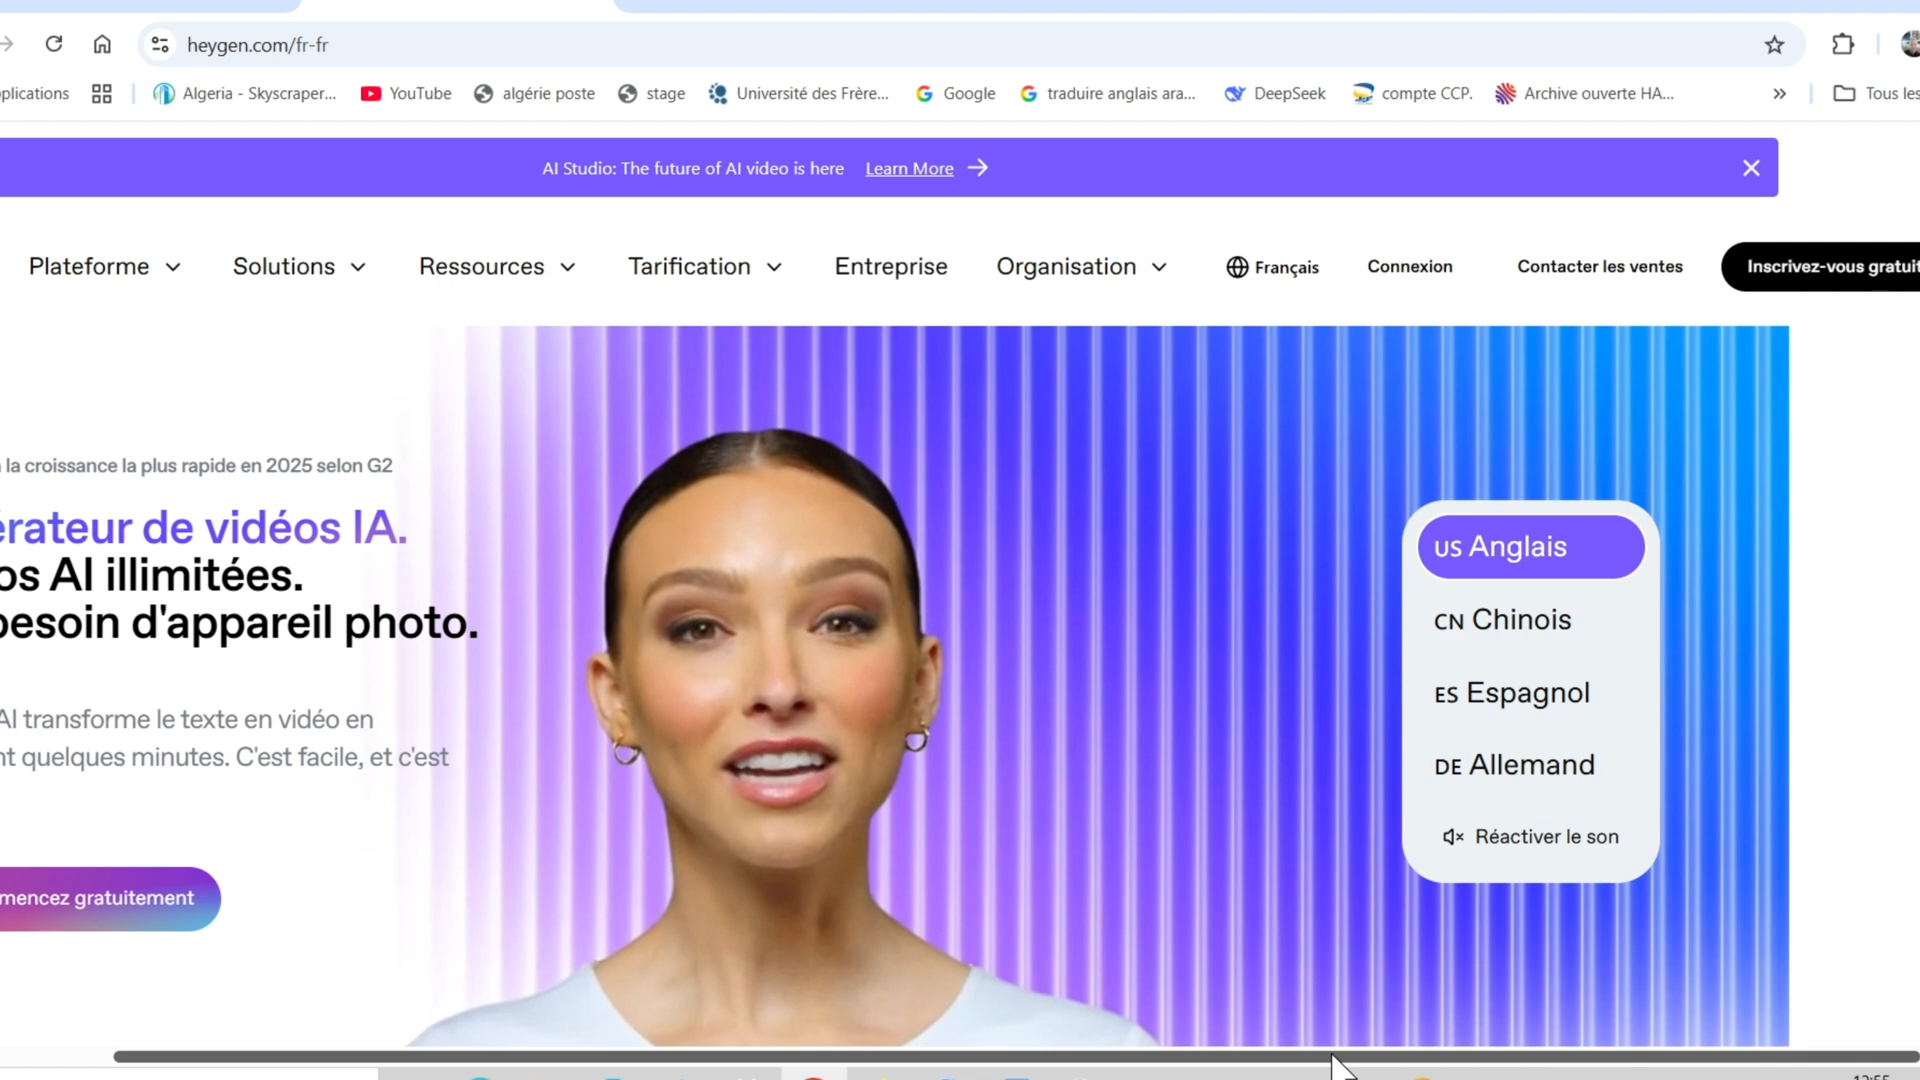 heygen.com/fr-fr
plications Algeria - Skyscraper... YouTube algérie poste stage Université des Frère... Google traduire anglais ara... DeepSeek compte CCP. Archive ouverte HA... » Tous les
AI Studio: The future of AI video is here Learn More →
Plateforme Solutions Ressources Tarification Entreprise Organisation Français Connexion Contacter les ventes Inscrivez-vous gratuit
la croissance la plus rapide en 2025 selon G2
érateur de vidéos IA.
os AI illimitées.
besoin d'appareil photo.
AI transforme le texte en vidéo en
nt quelques minutes. C'est facile, et c'est
mencez gratuitement
US Anglais
CN Chinois
ES Espagnol
DE Allemand
Réactiver le son